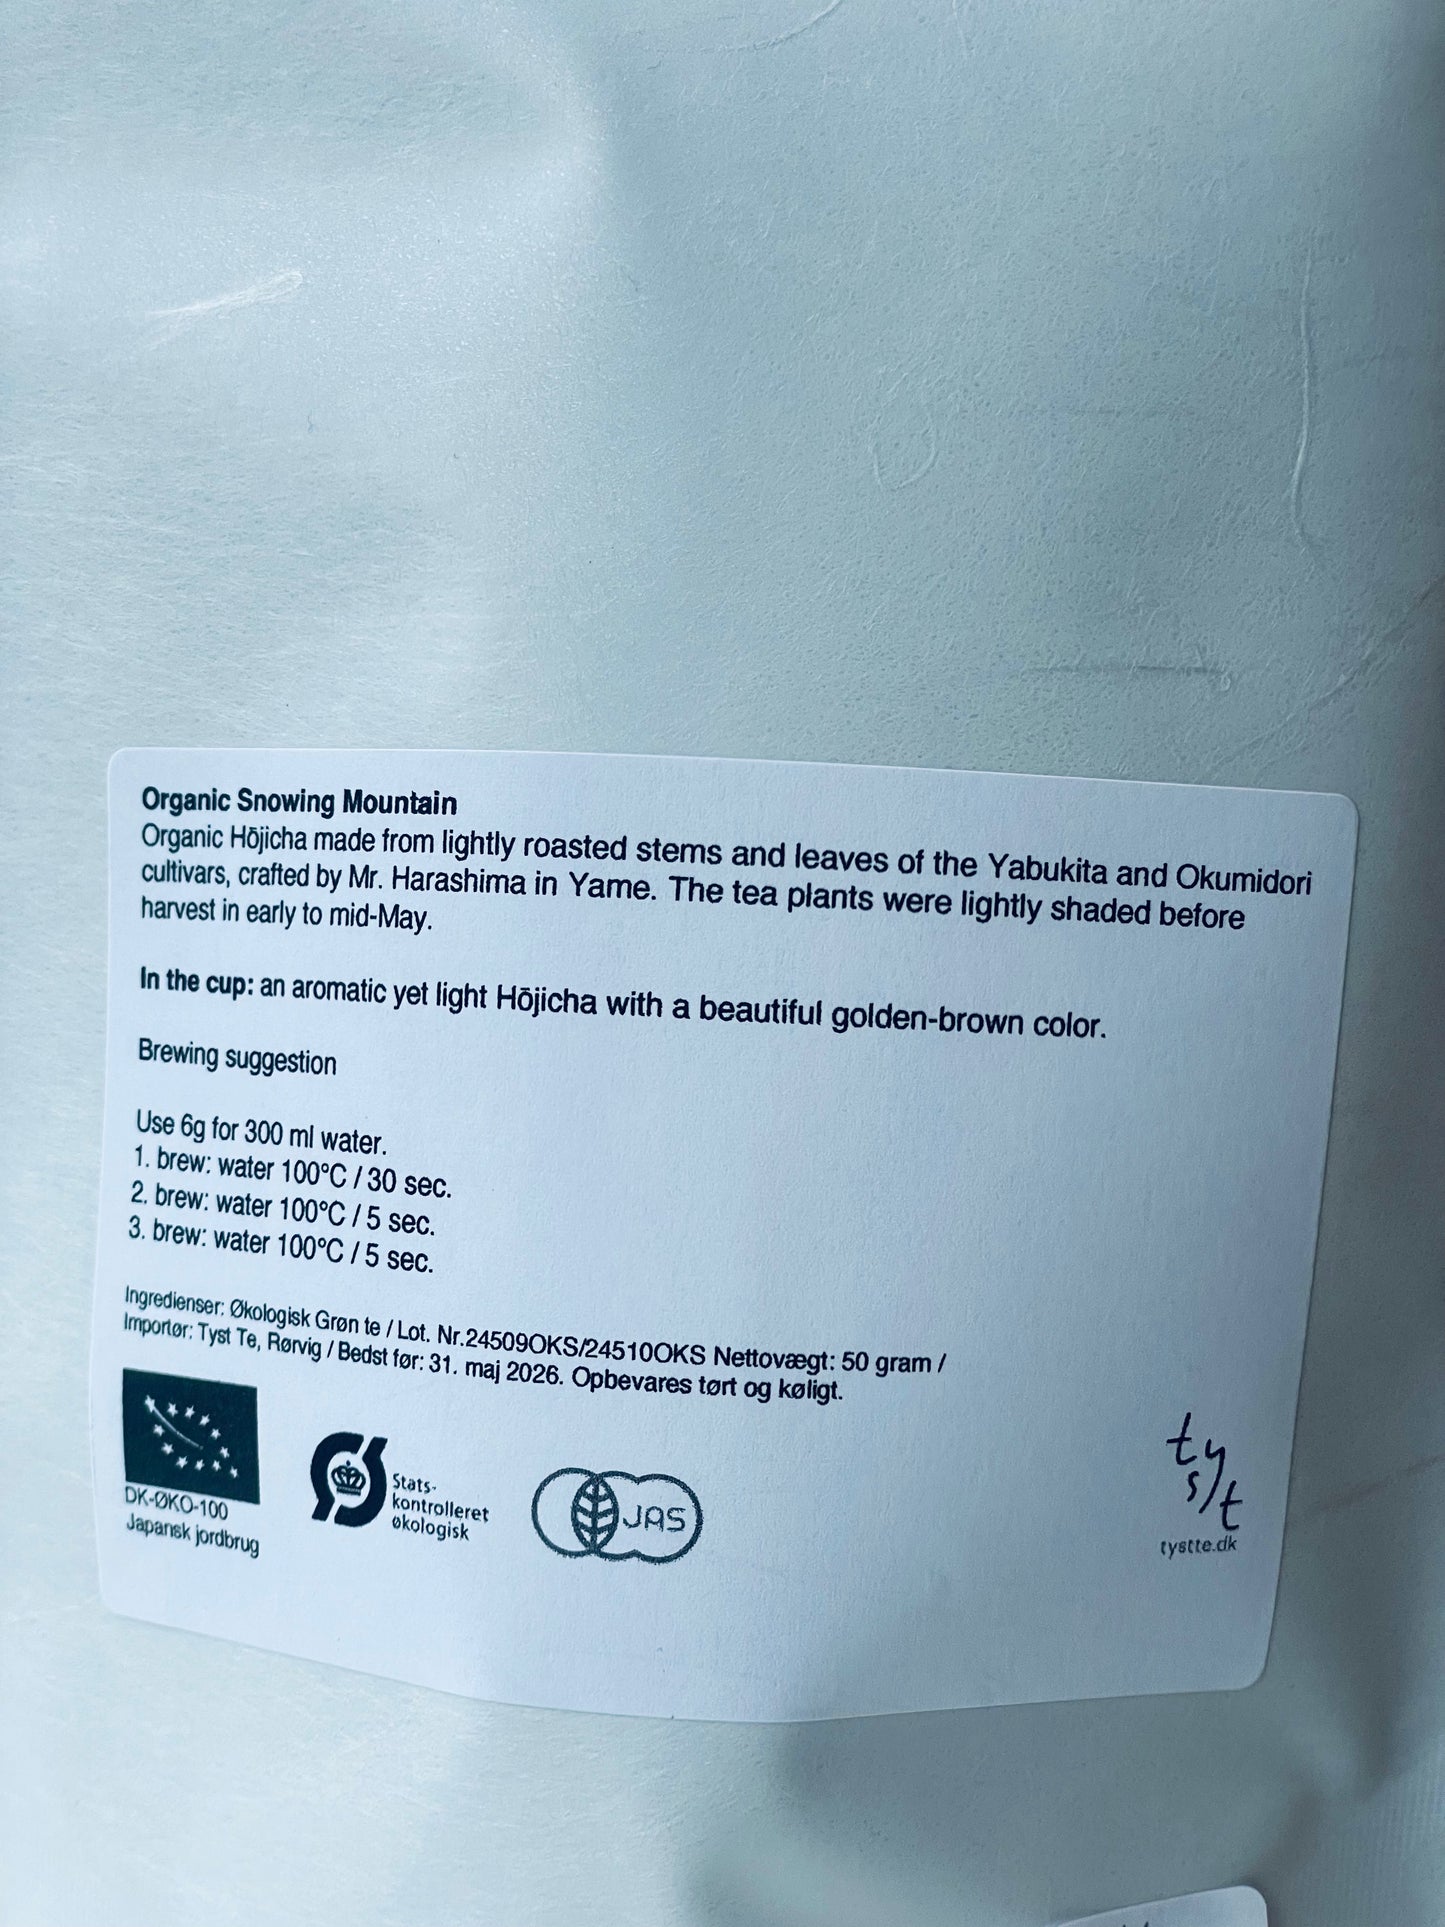 Organic Snowing Mountain
Organic Hōjicha made from lightly roasted stems and leaves of the Yabukita and Okumidori
cultivars, crafted by Mr. Harashima in Yame. The tea plants were lightly shaded before
harvest in early to mid-May.
In the cup: an aromatic yet light Hōjicha with a beautiful golden-brown color.
Brewing suggestion
Use 6g for 300 ml water.
1. brew: water 100°C / 30 sec.
2. brew: water 100°C / 5 sec.
3. brew: water 100°C / 5 sec.
Ingredienser: Økologisk Grøn te / Lot. Nr.24509OKS/24510OKS Nettovægt: 50 gram /
Importør: Tyst Te, Rørvig / Bedst før: 31. maj 2026. Opbevares tørt og køligt.
DK-ØKO-100
Japansk jordbrug
Ø
Stats-
kontrolleret
økologisk
JAS
ty
s/t
tystte.dk